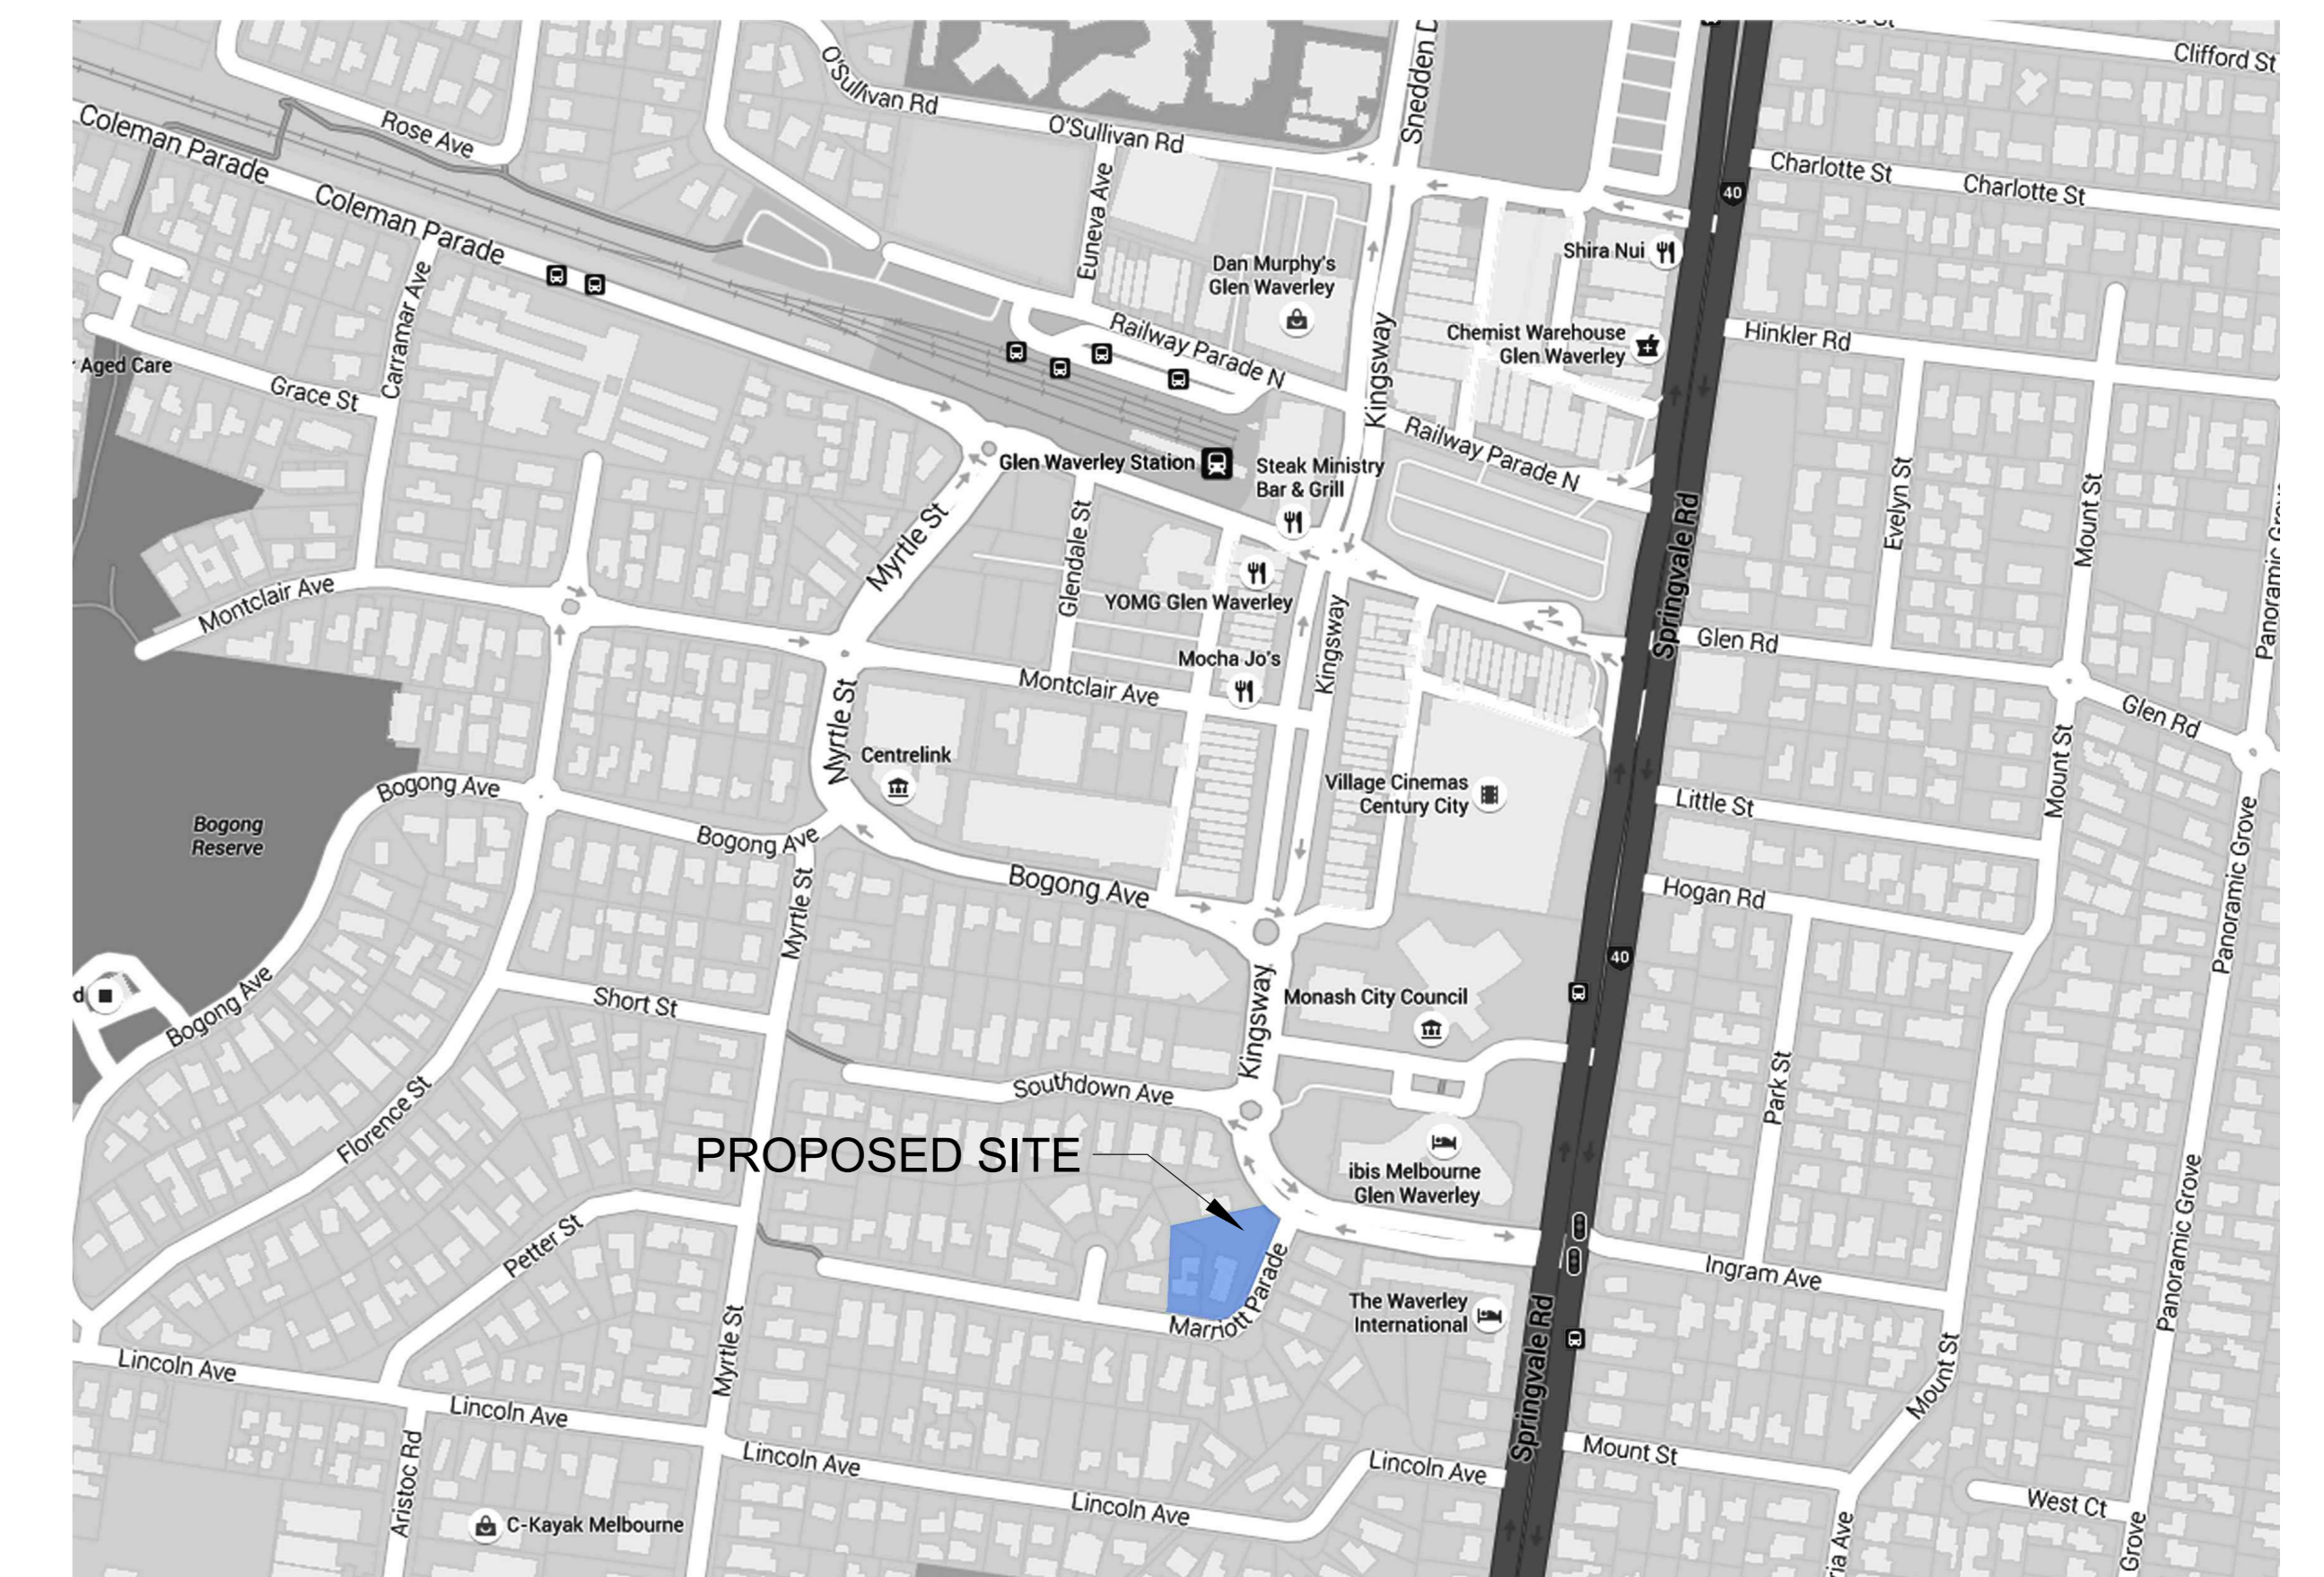 Clifford St
O'Sullivan Rd
O'Sullivan Rd
Rose Ave
Coleman Parade
Coleman Parade
Charlotte St
Charlotte St
40
Euneva Ave
Shira Nui
Dan Murphy's
Glen Waverley
Carramar Ave
Railway Parade N
Kingsway
Chemist Warehouse
Glen Waverley
Hinkler Rd
Aged Care
Grace St
Railway Parade N
Glen Waverley Station
Steak Ministry
Bar & Grill
Evelyn St
Mount St
Myrtle St
Glendale St
Springvale Rd
Montclair Ave
YOMG Glen Waverley
Kingsway
Glen Rd
Mocha Jo's
Montclair Ave
Glen Rd
Myrtle St
Centrelink
Village Cinemas
Century City
Mount St
Little St
Bogong Ave
Bogong
Reserve
Bogong Ave
Bogong Ave
Hogan Rd
Panoramic Grove
Myrtle St
40
Bogong Ave
Short St
Kingsway
Monash City Council
Southdown Ave
Park St
Florence St
PROPOSED SITE
ibis Melbourne
Glen Waverley
Petter St
Marriott Parade
Ingram Ave
Panoramic Grove
The Waverley
International
Springvale Rd
Myrtle St
Lincoln Ave
Lincoln Ave
Mount St
Lincoln Ave
Lincoln Ave
Mount St
Aristoc Rd
C-Kayak Melbourne
Lincoln Ave
West Ct
Grove